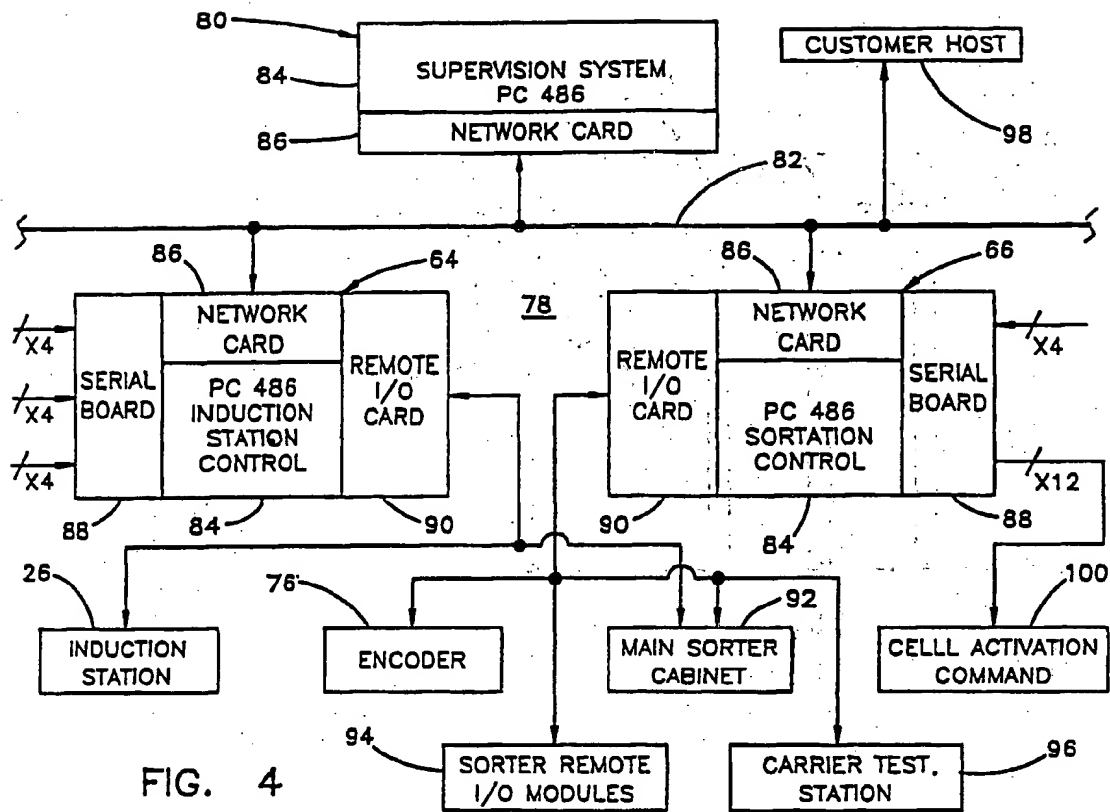 80
84
86
SUPERVISION SYSTEM
PC 486
NETWORK CARD
CUSTOMER HOST
98
82
86
64
78
86
66
X4
X4
X4
SERIAL
BOARD
NETWORK
CARD
PC 486
INDUCTION
STATION
CONTROL
REMOTE
I/O CARD
REMOTE
I/O CARD
NETWORK
CARD
PC 486
SORTATION
CONTROL
SERIAL
BOARD
X4
X12
88
84
90
90
84
88
26
INDUCTION
STATION
76
ENCODER
92
MAIN SORTER
CABINET
100
CELLL ACTIVATION
COMMAND
94
SORTER REMOTE
I/O MODULES
CARRIER TEST.
STATION
96
FIG. 4